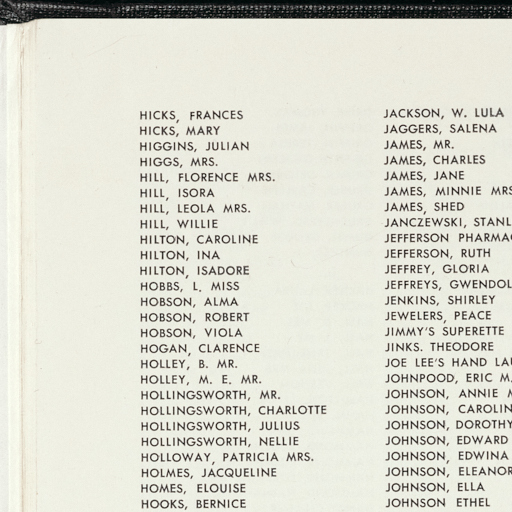 HICKS, FRANCES
HICKS, MARY
HIGGINS, JULIAN
HIGGS, MRS.
HILL, FLORENCE MRS.
HILL, ISORA
HILL, LEOLA MRS.
HILL, WILLIE
HILTON, CAROLINE
HILTON, INA
HILTON, ISADORE
HOBBS, L. MISS
HOBSON, ALMA
HOBSON, ROBERT
HOBSON, VIOLA
HOGAN, CLARENCE
HOLLEY, B. MR.
HOLLEY, M. E. MR.
HOLLINGSWORTH, MR.
HOLLINGSWORTH, CHARLOTTE
HOLLINGSWORTH, JULIUS
HOLLINGSWORTH, NELLIE
HOLLOWAY, PATRICIA MRS.
HOLMES, JACQUELINE
HOMES, ELOUISE
HOOKS, BERNICE
JACKSON, W. LULA
JAGGERS, SALENA
JAMES, MR.
JAMES, CHARLES
JAMES, JANE
JAMES, MINNIE MRS
JAMES, SHED
JANCZEWSKI, STANL
JEFFERSON PHARMA
JEFFERSON, RUTH
JEFFREY, GLORIA
JEFFREYS, GWENDOL
JENKINS, SHIRLEY
JEWELERS, PEACE
JIMMY'S SUPERETTE
JINKS. THEODORE
JOE LEE'S HAND LAU
JOHNPOOD, ERIC M.
JOHNSON, ANNIE
JOHNSON, CAROLIN
JOHNSON, DOROTHY
JOHNSON, EDWARD
JOHNSON, EDWINA
JOHNSON, ELEANOR
JOHNSON, ELLA
JOHNSON ETHEL